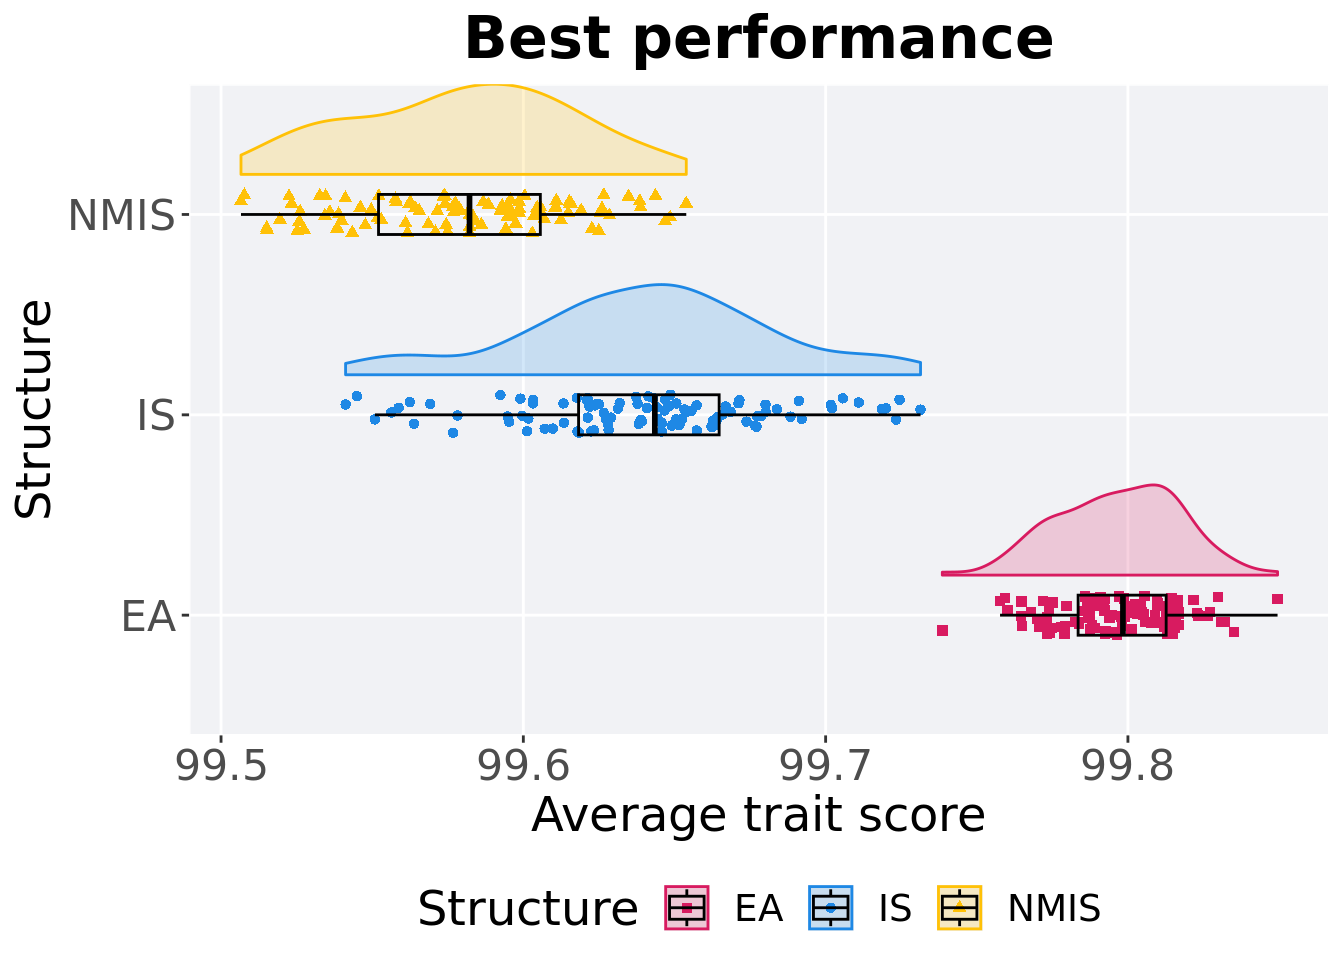 Best performance
Structure
NMIS
IS
EA
99.5 99.6 99.7 99.8
Average trait score
Structure EA IS NMIS